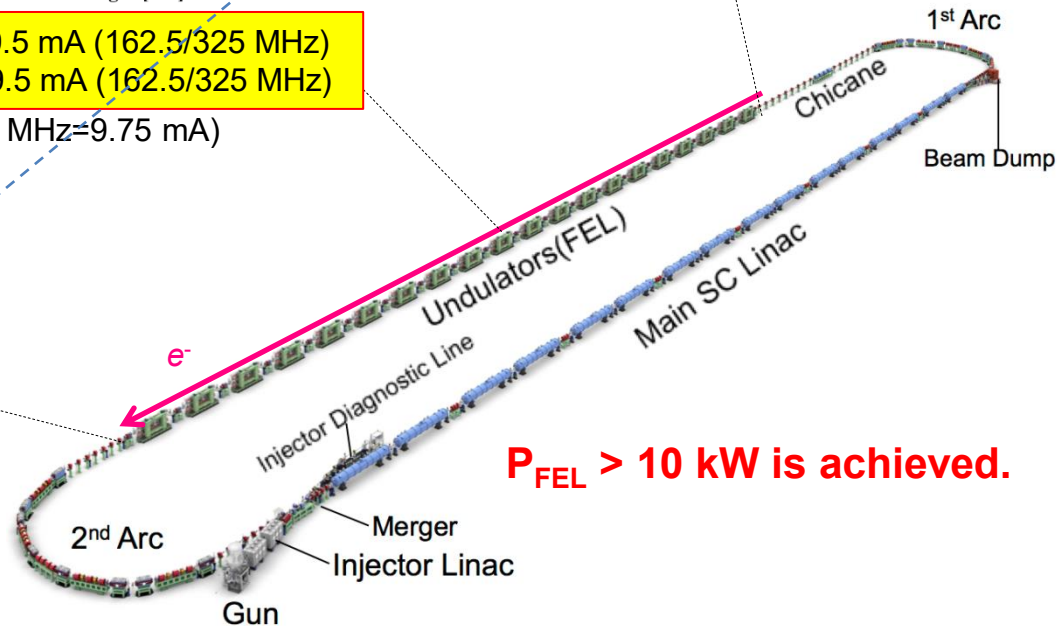 .5 mA (162.5/325 MHz)
9.5 mA (162.5/325 MHz)
MHz=9.75 mA)
1st Arc
Chicane
Beam Dump
Undulators(FEL)
Main SC Linac
e-
Injector Diagnostic Line
PFEL > 10 kW is achieved.
2nd Arc
Merger
Injector Linac
Gun